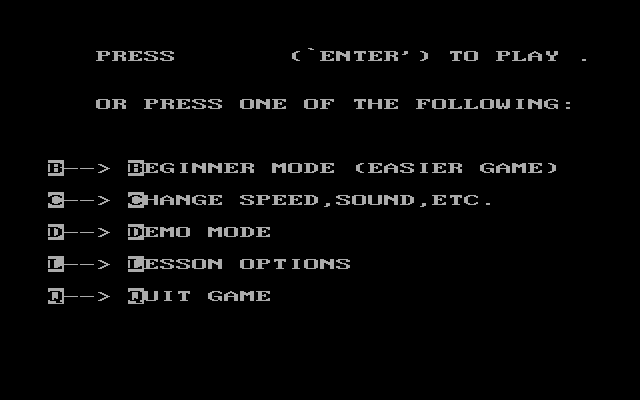 PRESS (`ENTER') TO PLAY .
OR PRESS ONE OF THE FOLLOWING:
B--> BEGINNER MODE (EASIER GAME)
C--> CHANGE SPEED,SOUND,ETC.
D--> DEMO MODE
L--> LESSON OPTIONS
Q--> QUIT GAME